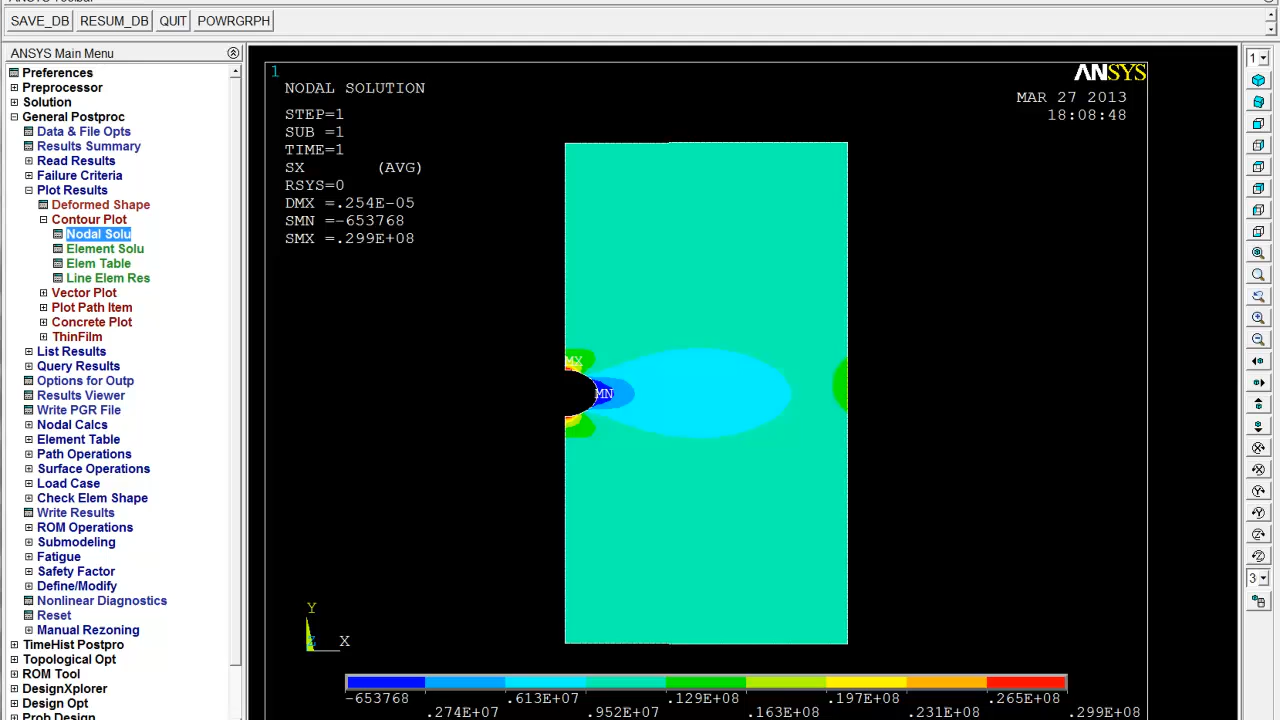 ANSYS Toolbar
SAVE_DB RESUM_DB QUIT POWRGRPH
ANSYS Main Menu
Preferences
Preprocessor
Solution
General Postproc
Data & File Opts
Results Summary
Read Results
Failure Criteria
Plot Results
Deformed Shape
Contour Plot
Nodal Solu
Element Solu
Elem Table
Line Elem Res
Vector Plot
Plot Path Item
Concrete Plot
ThinFilm
List Results
Query Results
Options for Outp
Results Viewer
Write PGR File
Nodal Calcs
Element Table
Path Operations
Surface Operations
Load Case
Check Elem Shape
Write Results
ROM Operations
Submodeling
Fatigue
Safety Factor
Define/Modify
Nonlinear Diagnostics
Reset
Manual Rezoning
TimeHist Postpro
Topological Opt
ROM Tool
DesignXplorer
Design Opt
Prob Design
1
NODAL SOLUTION
STEP=1
SUB =1
TIME=1
SX (AVG)
RSYS=0
DMX =.254E-05
SMN =-653768
SMX =.299E+08
ANSYS
MAR 27 2013
18:08:48
MX
MN
Y
Z X
-653768 .613E+07 .129E+08 .197E+08 .265E+08
.274E+07 .952E+07 .163E+08 .231E+08 .299E+08
1
3